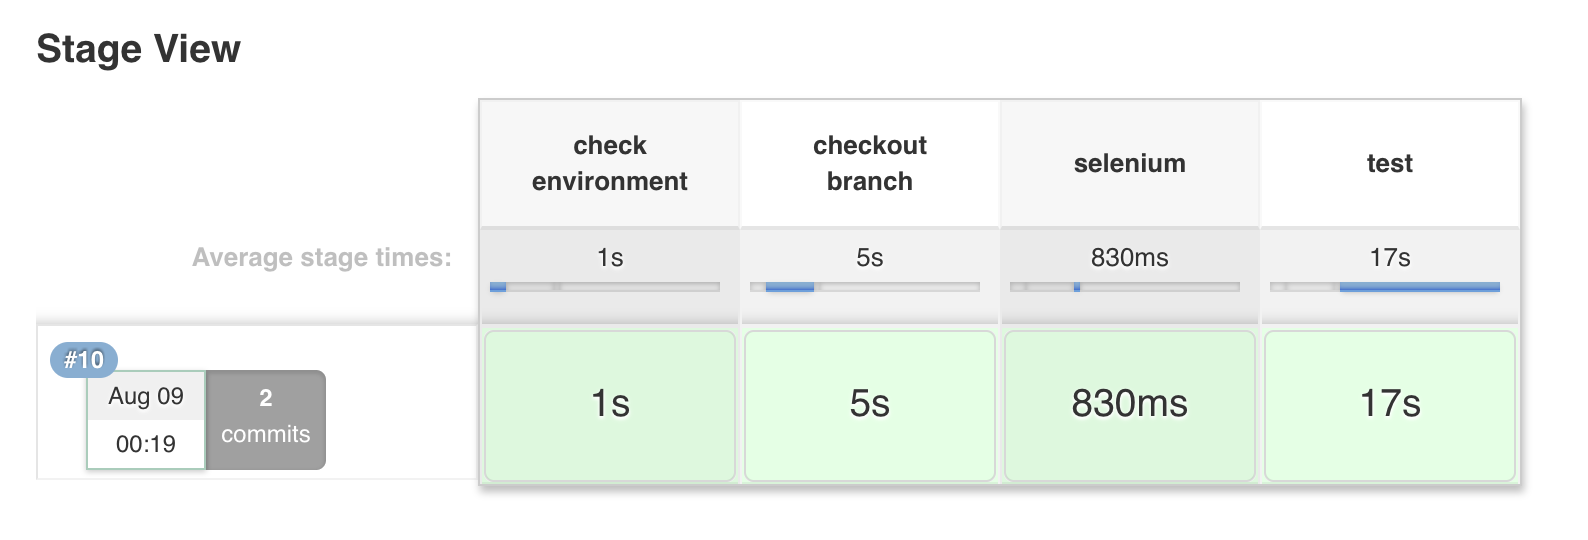 Stage View
check
environment
checkout
branch
selenium
test
Average stage times:
1s
5s
830ms
17s
#10
Aug 09
00:19
2
commits
1s
5s
830ms
17s